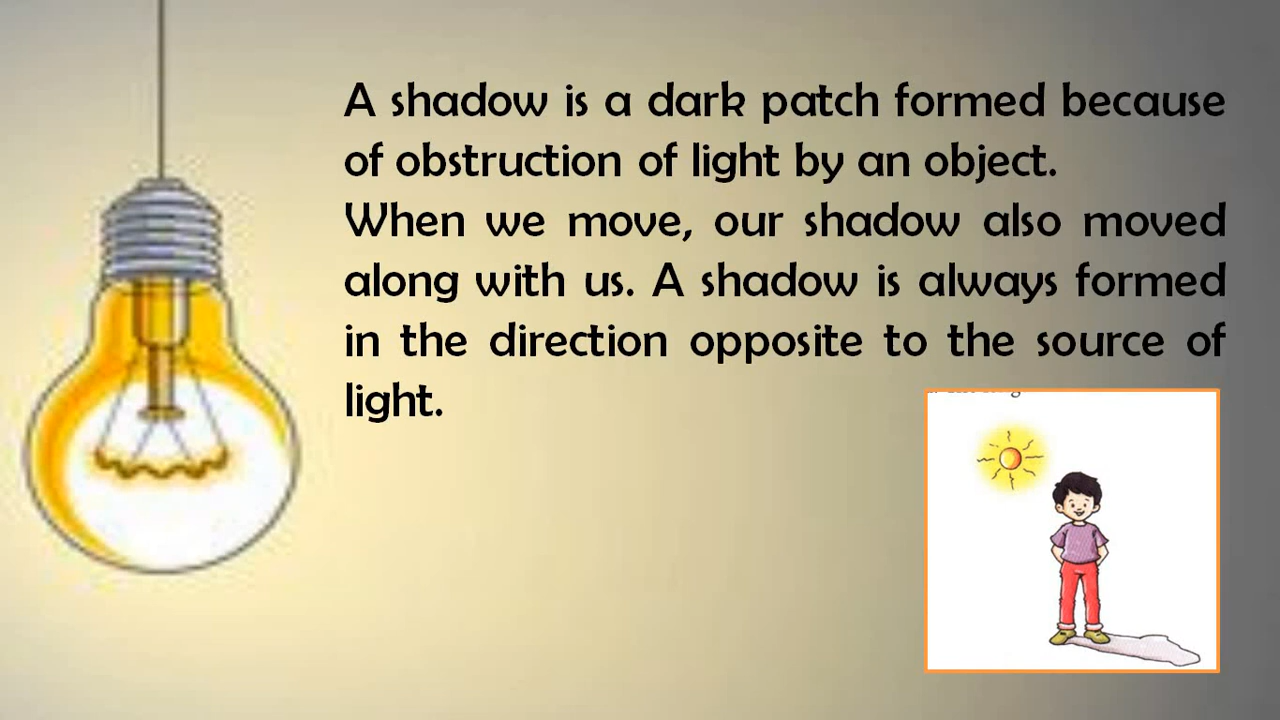 A shadow is a dark patch formed because
of obstruction of light by an object.
When we move, our shadow also moved
along with us. A shadow is always formed
in the direction opposite to the source of
light.